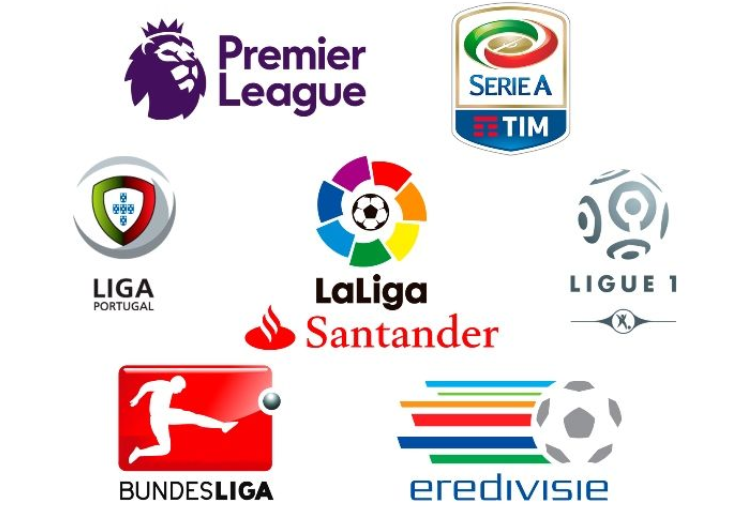 Premier
League
SERIE A
TIM
LIGA
PORTUGAL
LaLiga
Santander
LIGUE 1
BUNDESLIGA
eredivisie